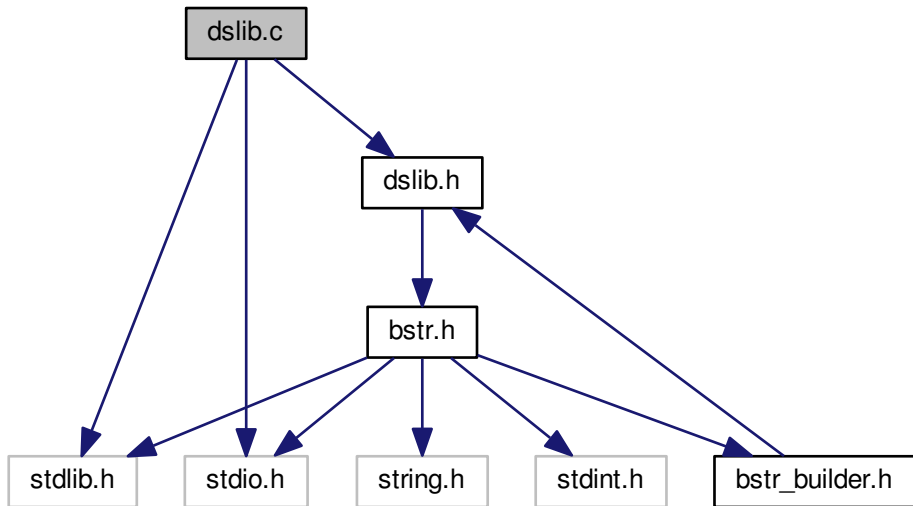 dslib.c
dslib.h
bstr.h
stdlib.h
stdio.h
string.h
stdint.h
bstr_builder.h